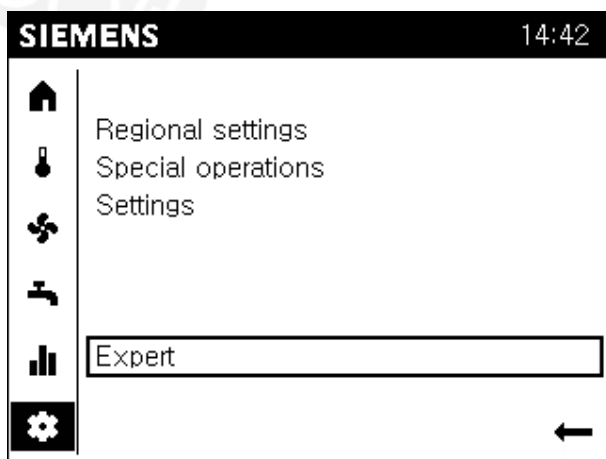 SIEMENS 14:42
Regional settings
Special operations
Settings
Expert